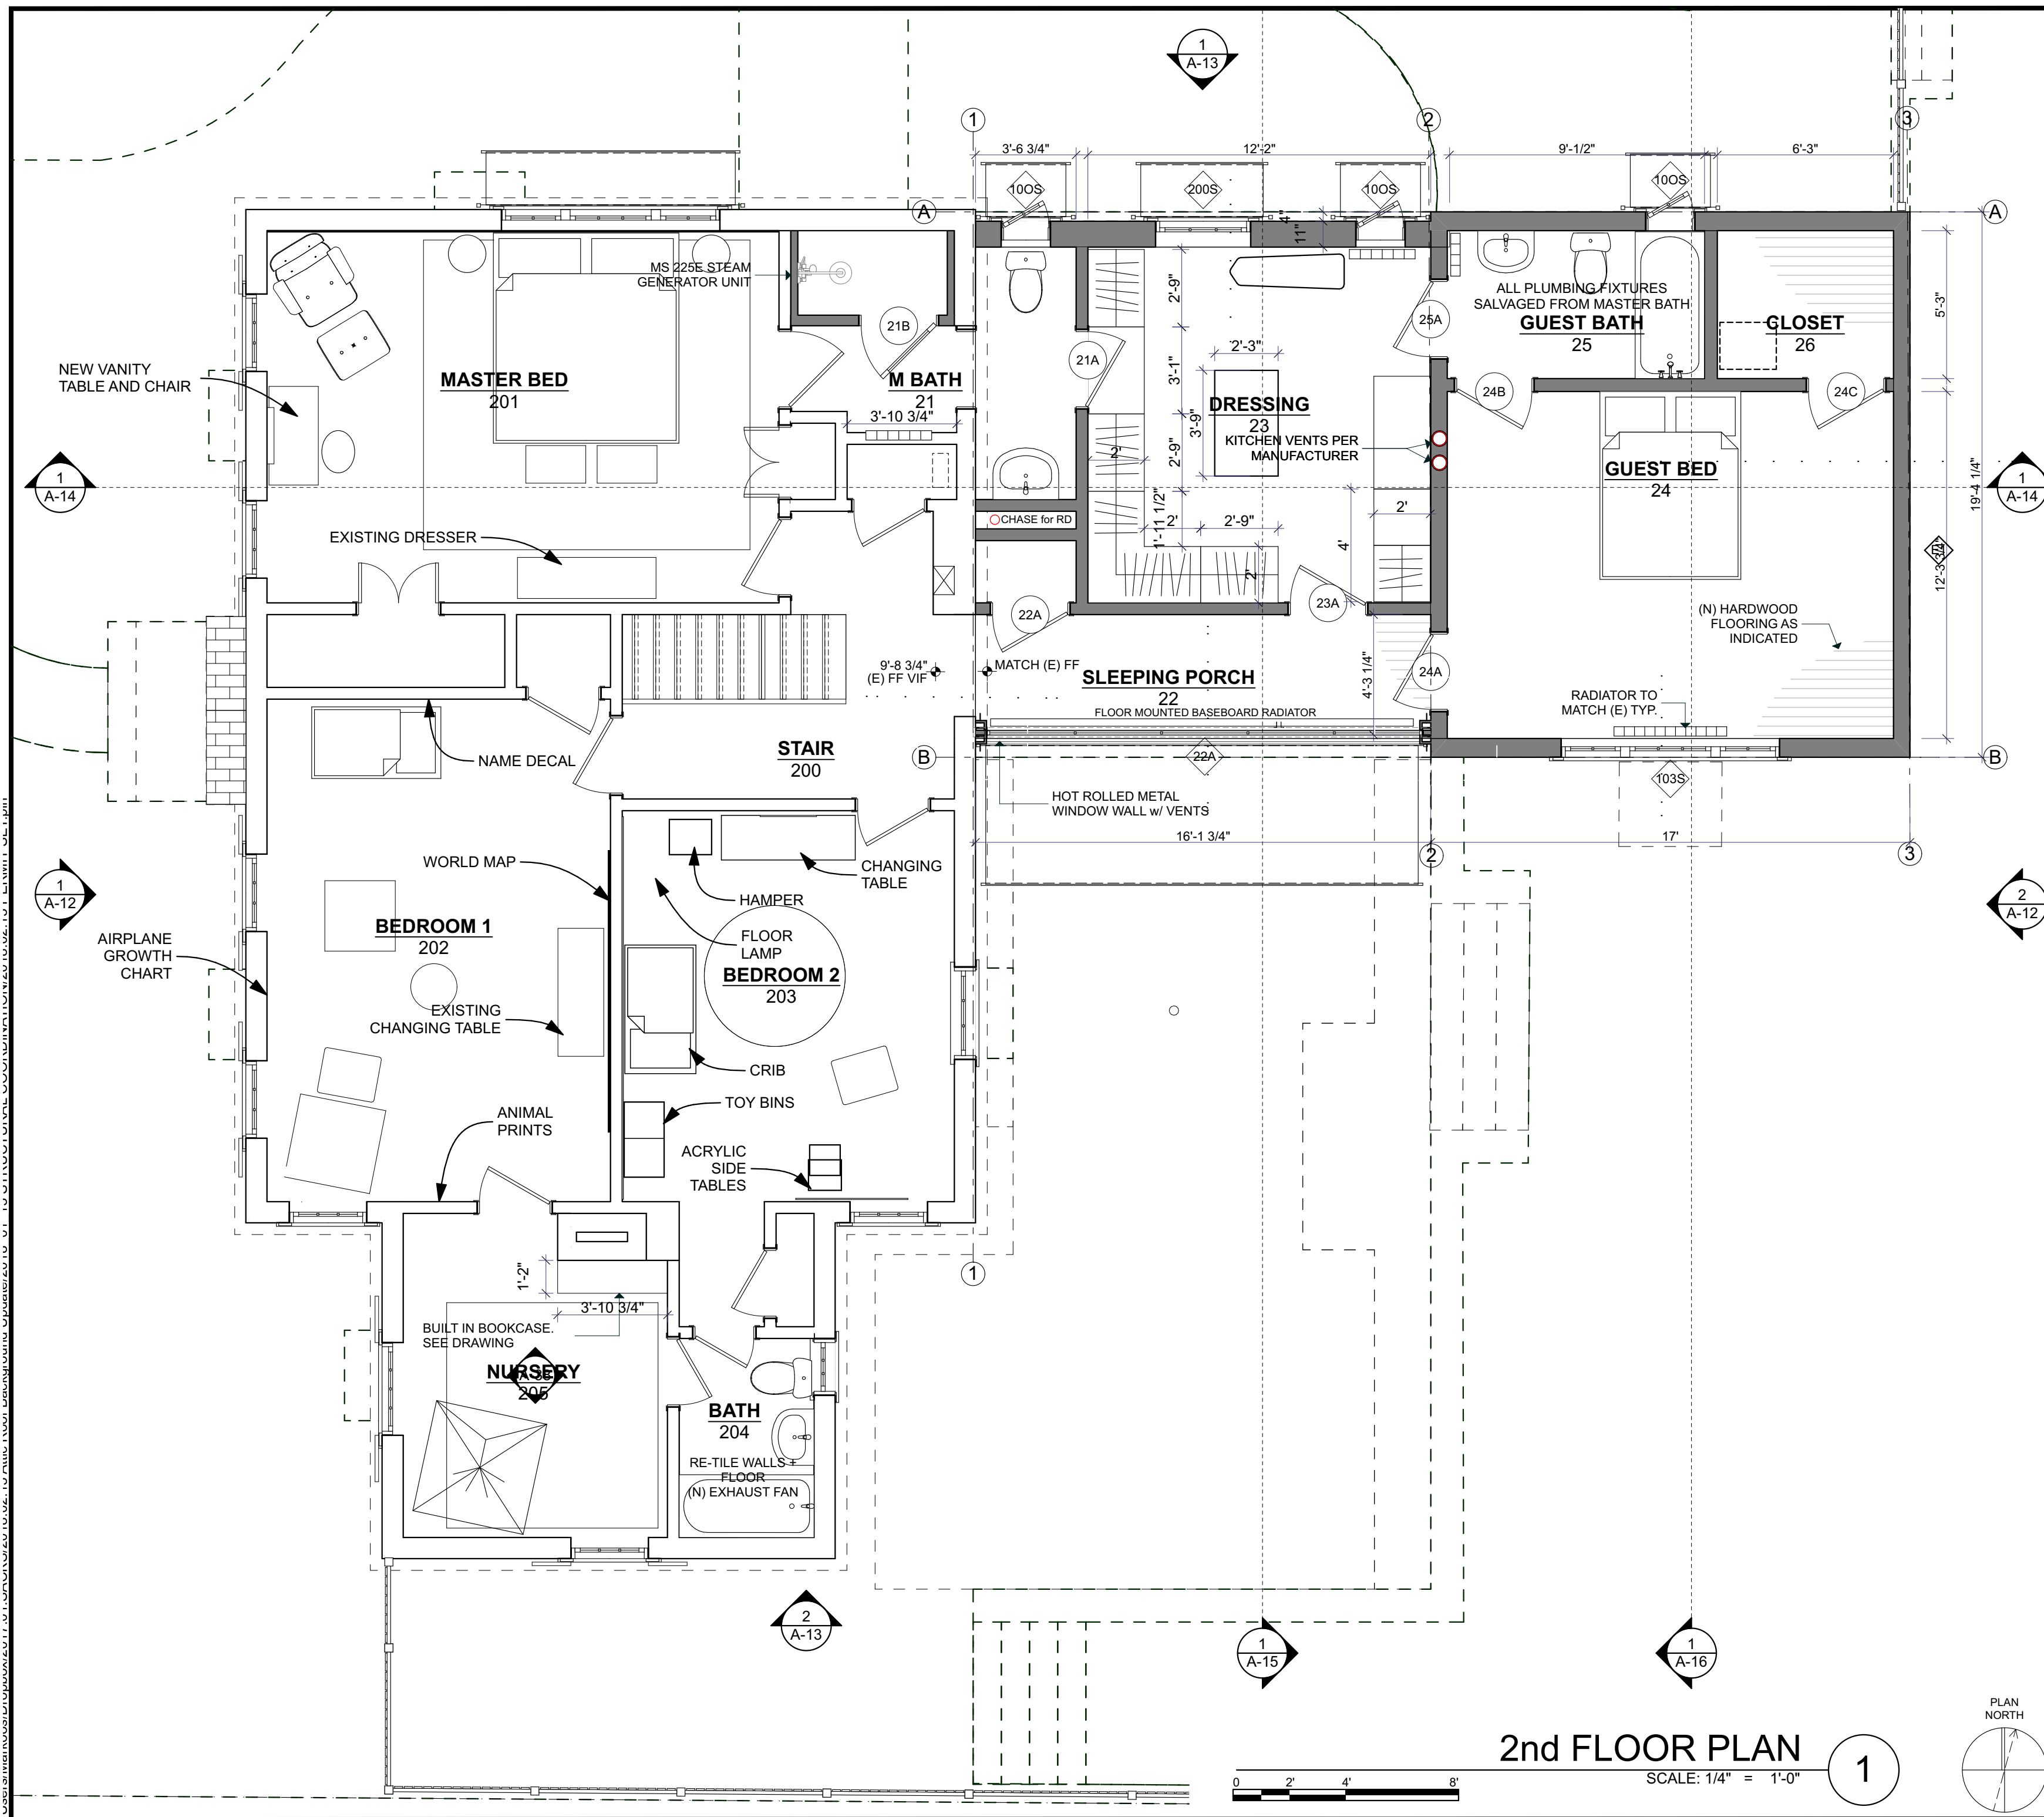 1
A-13
1
2
3
3'-6 3/4"
12'-2"
9'-1/2"
6'-3"
10OS
200S
10OS
10OS
A
A
4"
11"
MS 225E STEAM
GENERATOR UNIT
21B
21A
25A
ALL PLUMBING FIXTURES
SALVAGED FROM MASTER BATH
GUEST BATH
25
CLOSET
26
5'-3"
2'-9"
2'-3"
3'-1"
3'-9"
NEW VANITY
TABLE AND CHAIR
MASTER BED
201
M BATH
21
3'-10 3/4"
DRESSING
23
24B
24C
KITCHEN VENTS PER
MANUFACTURER
2'
2'-9"
GUEST BED
24
1
A-14
1
A-14
19'-4 1/4"
12'-3 3/4"
EXISTING DRESSER
CHASE for RD
1'-11 1/2"
2'
2'-9"
2'
4'
2'
22A
23A
(N) HARDWOOD
FLOORING AS
INDICATED
9'-8 3/4"
(E) FF VIF
MATCH (E) FF
SLEEPING PORCH
22
FLOOR MOUNTED BASEBOARD RADIATOR
4'-3 1/4"
24A
RADIATOR TO
MATCH (E) TYP.
NAME DECAL
STAIR
200
B
22A
B
103S
HOT ROLLED METAL
WINDOW WALL w/ VENTS
16'-1 3/4"
17'
2
3
WORLD MAP
CHANGING
TABLE
HAMPER
1
A-12
2
A-12
BEDROOM 1
202
FLOOR
LAMP
AIRPLANE
GROWTH
CHART
BEDROOM 2
203
EXISTING
CHANGING TABLE
CRIB
TOY BINS
ANIMAL
PRINTS
ACRYLIC
SIDE
TABLES
1
1'-2"
3'-10 3/4"
BUILT IN BOOKCASE.
SEE DRAWING
NURSERY
205
BATH
204
RE-TILE WALLS +
FLOOR
(N) EXHAUST FAN
2
A-13
1
A-15
1
A-16
PLAN
NORTH
2nd FLOOR PLAN
1
SCALE: 1/4" = 1'-0"
0
2'
4'
8'